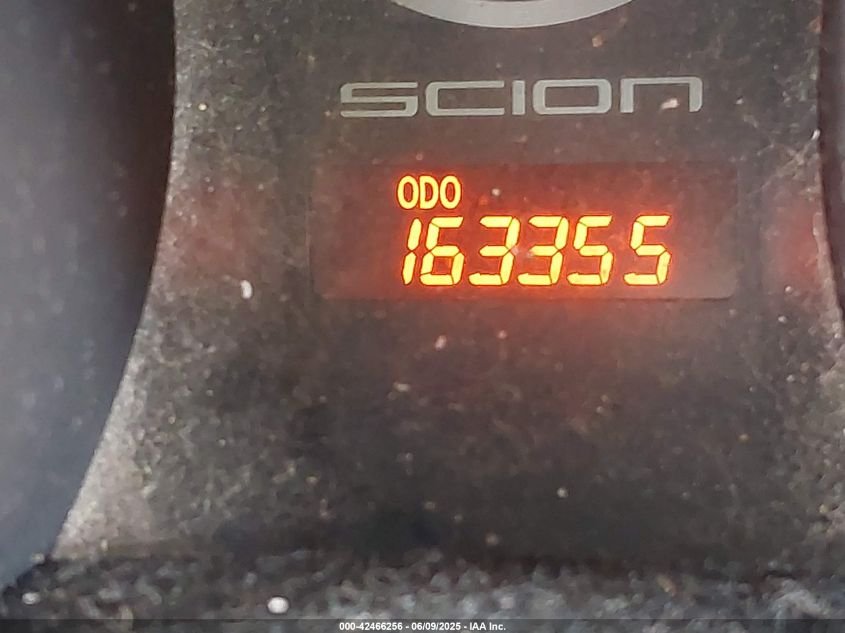 SCION
ODO
163355
000-42466256 - 06/09/2025 - IAA Inc.